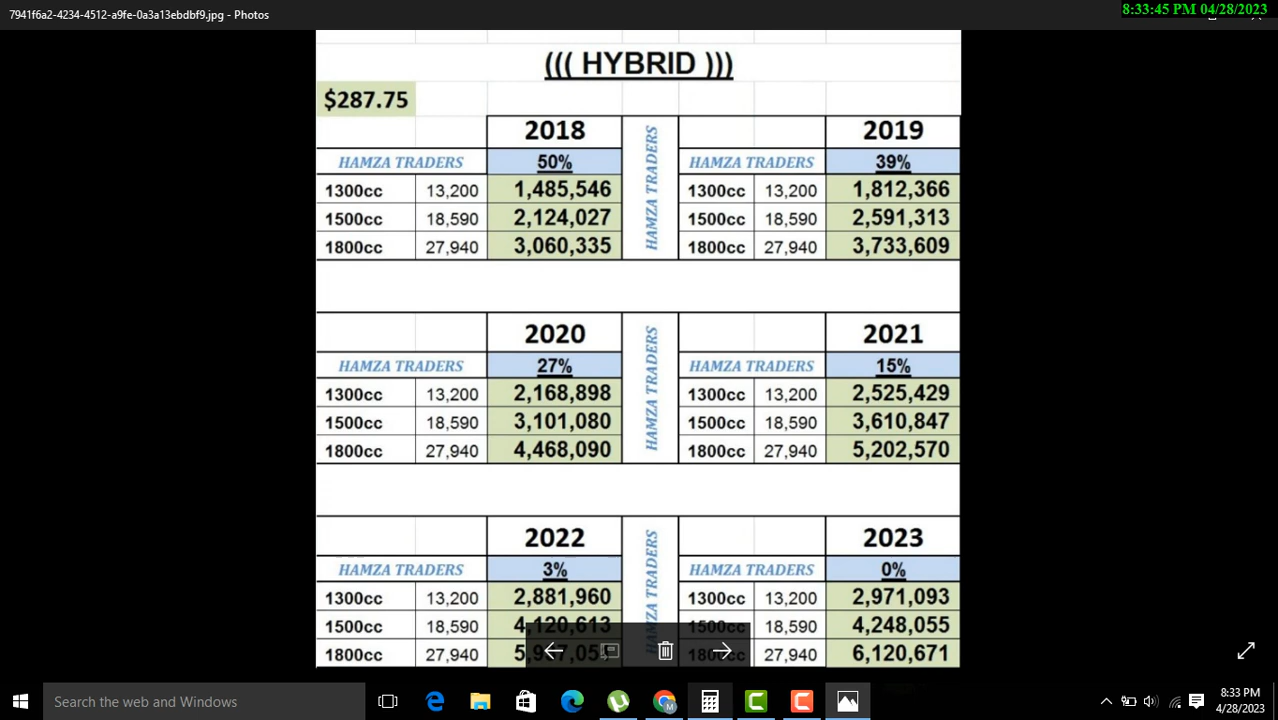 7941f6a2-4234-4512-a9fe-0a3a13ebdbf9.jpg - Photos
8:33:45 PM 04/28/2023
((( HYBRID )))
$287.75
2018 HAMZA TRADERS 2019
HAMZA TRADERS 50% HAMZA TRADERS 39%
1300cc 13,200 1,485,546 1300cc 13,200 1,812,366
1500cc 18,590 2,124,027 1500cc 18,590 2,591,313
1800cc 27,940 3,060,335 1800cc 27,940 3,733,609
2020 HAMZA TRADERS 2021
HAMZA TRADERS 27% HAMZA TRADERS 15%
1300cc 13,200 2,168,898 1300cc 13,200 2,525,429
1500cc 18,590 3,101,080 1500cc 18,590 3,610,847
1800cc 27,940 4,468,090 1800cc 27,940 5,202,570
2022 HAMZA TRADERS 2023
HAMZA TRADERS 3% HAMZA TRADERS 0%
1300cc 13,200 2,881,960 1300cc 13,200 2,971,093
1500cc 18,590 4,120,613 1500cc 18,590 4,248,055
1800cc 27,940 1800cc 27,940 6,120,671
Search the web and Windows
8:33 PM
4/28/2023